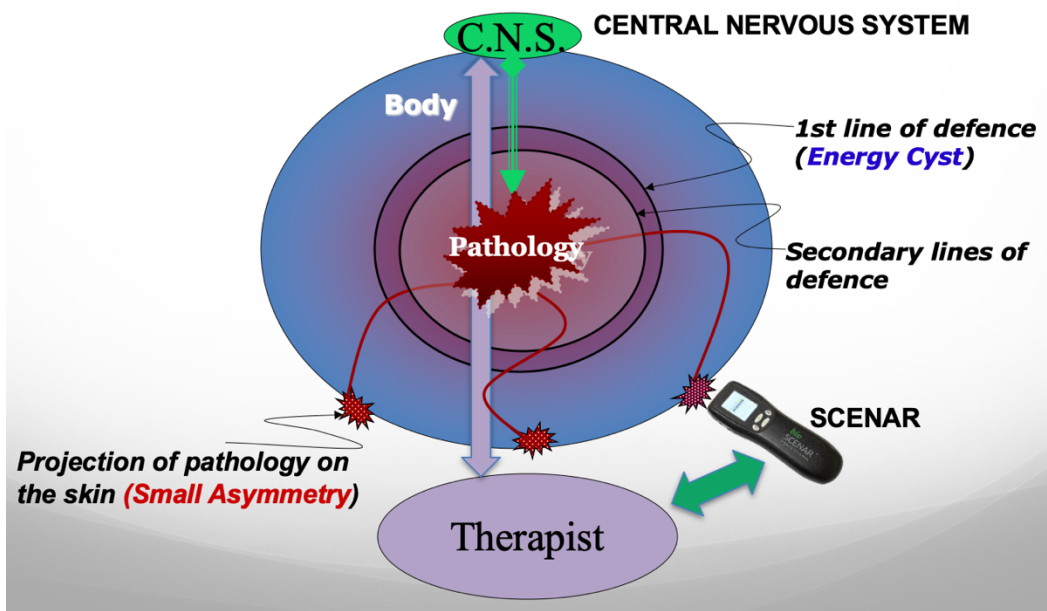 C.N.S.
CENTRAL NERVOUS SYSTEM
Body
1st line of defence
(Energy Cyst)
Pathology
Secondary lines of
defence
SCENAR
SCENAR
Projection of pathology on
the skin (Small Asymmetry)
Therapist